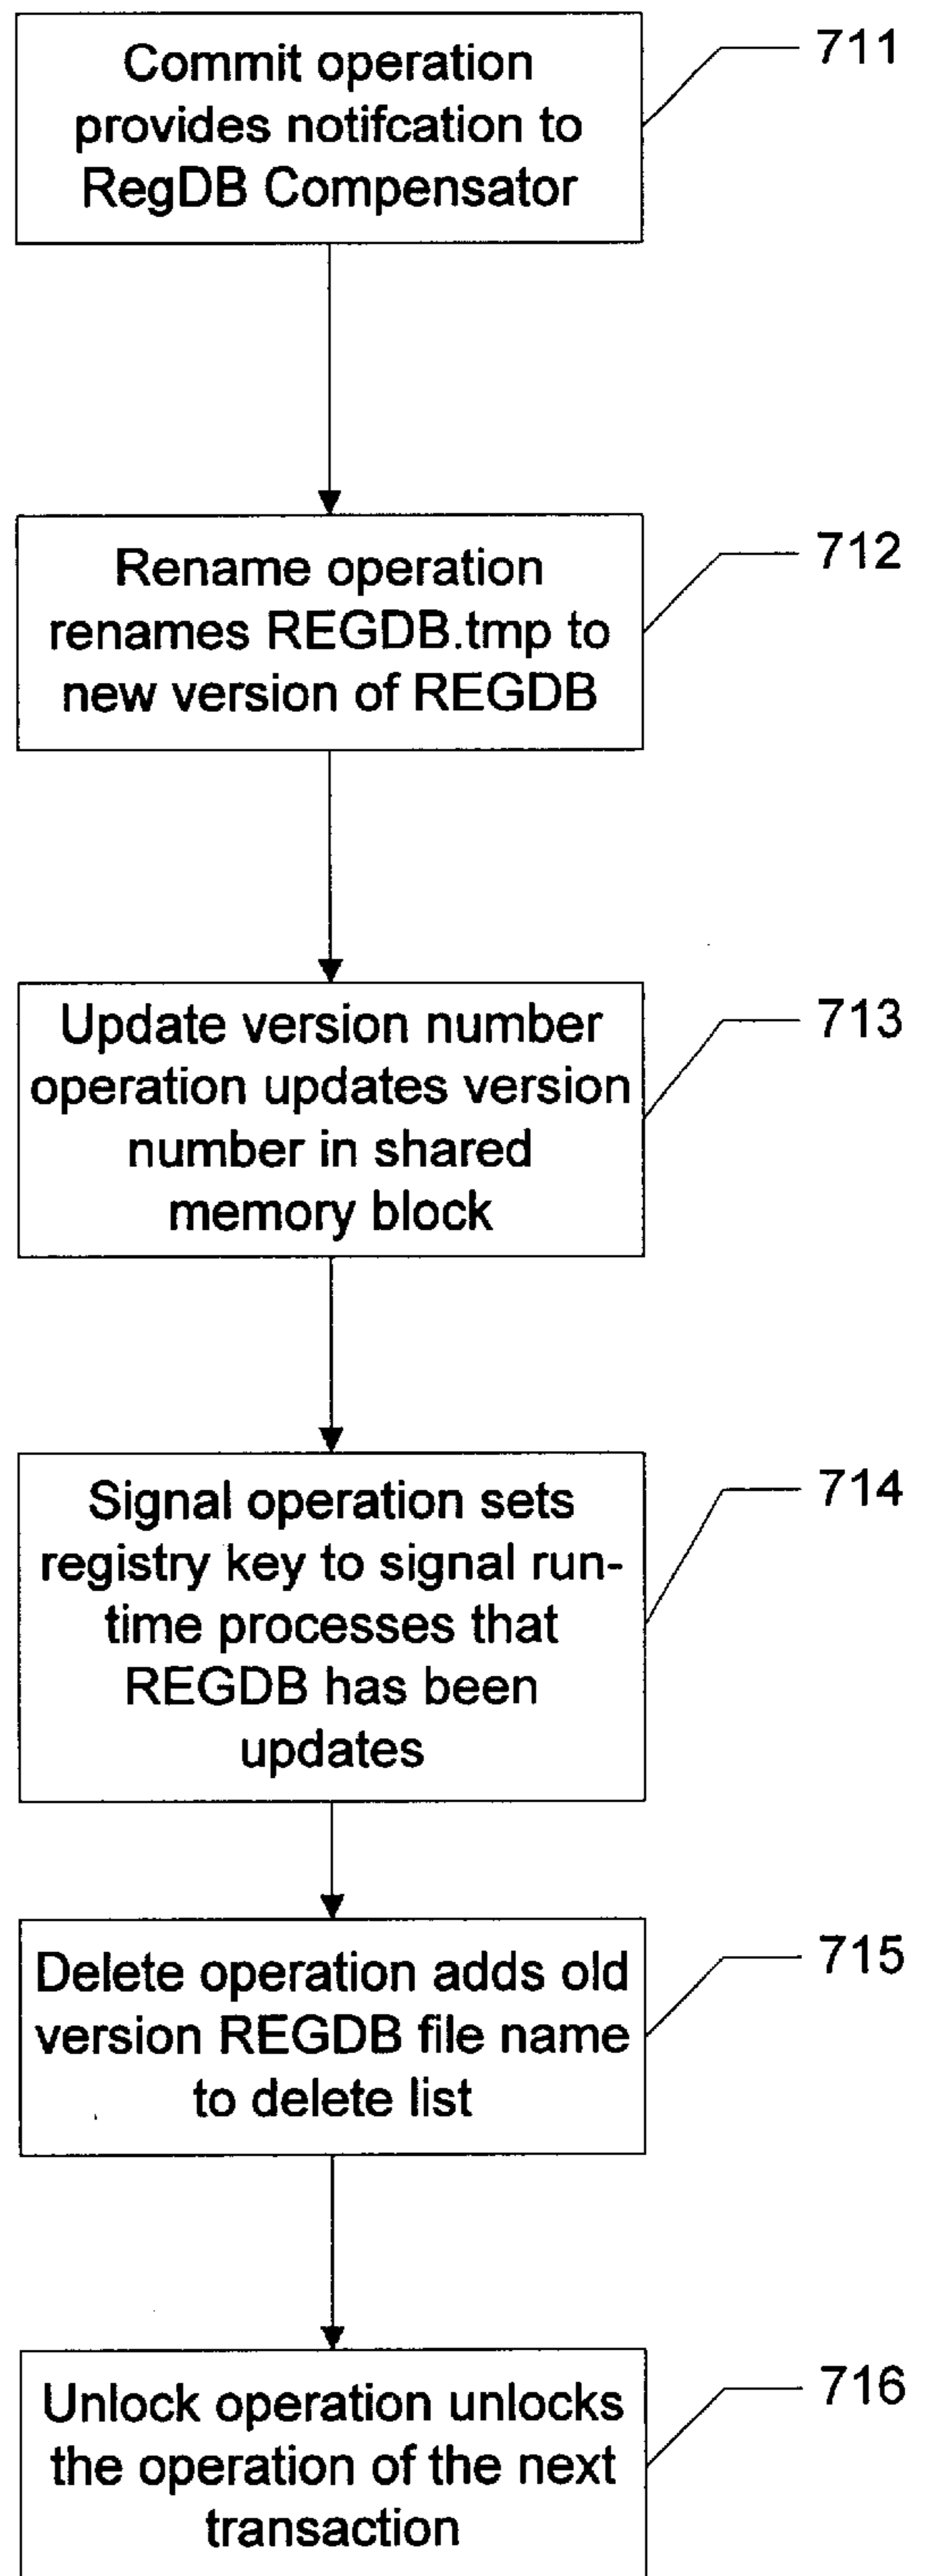 Commit operation
provides notifcation to
RegDB Compensator
711
Rename operation
renames REGDB.tmp to
new version of REGDB
712
Update version number
operation updates version
number in shared
memory block
713
Signal operation sets
registry key to signal run-
time processes that
REGDB has been
updates
714
Delete operation adds old
version REGDB file name
to delete list
715
Unlock operation unlocks
the operation of the next
transaction
716